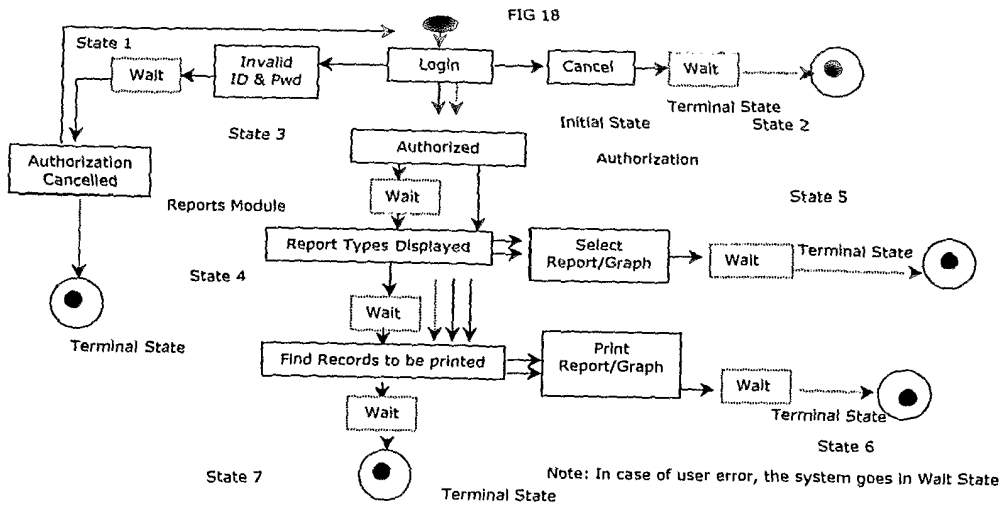 FIG 18
State 1
Wait
Invalid
ID & Pwd
Login
Cancel
Wait
Terminal State
State 2
Initial State
State 3
Authorization
Cancelled
Authorized
Authorization
Wait
Reports Module
State 5
Report Types Displayed
Select
Report/Graph
Wait
Terminal State
State 4
Wait
Terminal State
Find Records to be printed
Print
Report/Graph
Wait
Terminal State
Wait
State 6
State 7
Terminal State
Note: In case of user error, the system goes in Wait State